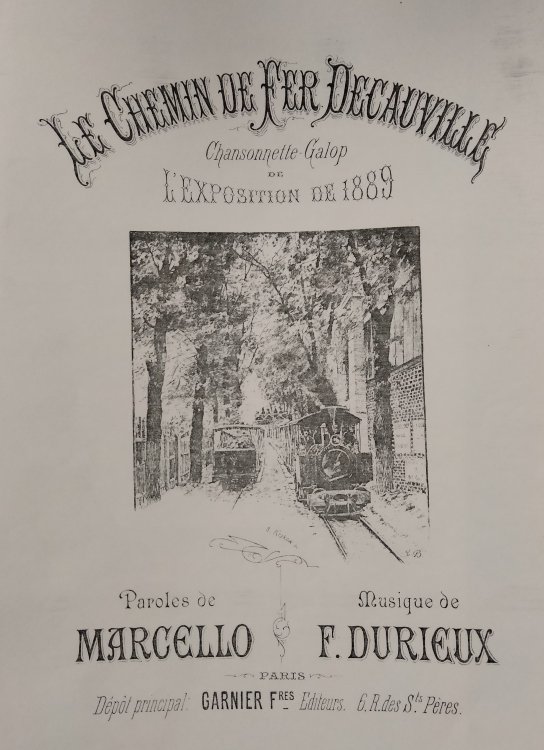 LE CHEMIN DE FER DECAUVILLE
Chansonnette-Galop
DE
L'EXPOSITION DE 1889
V. B.
Paroles de
MARCELLO
Musique de
F. DURIEUX
PARIS
Dépôt principal: GARNIER FRES Editeurs. 6. R. des Sts Pères.